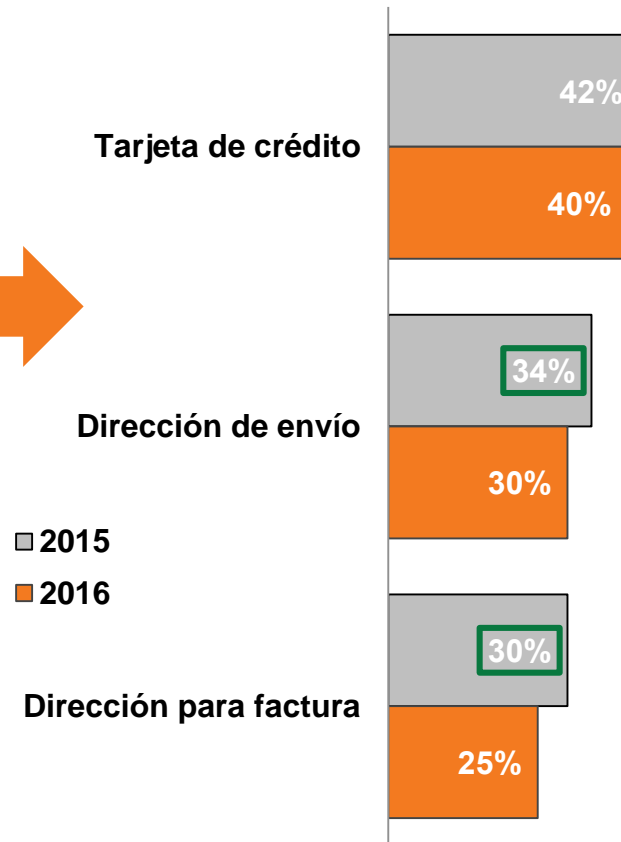 42%
Tarjeta de crédito
40%
34%
Dirección de envío
30%
2015
2016
30%
Dirección para factura
25%